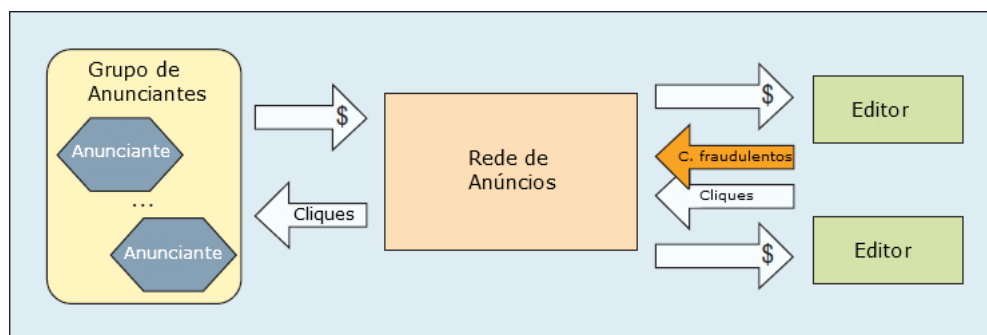 Grupo de
Anunciantes
Anunciante
...
Anunciante
$
Cliques
Rede de
Anúncios
$
C. fraudulentos
Cliques
$
Editor
Editor